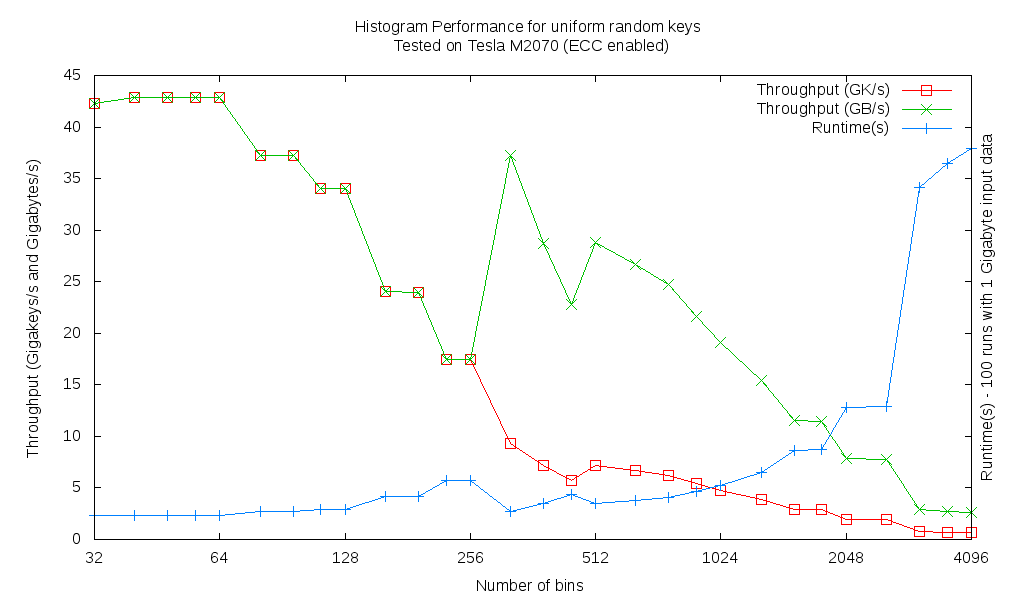 Histogram Performance for uniform random keys
Tested on Tesla M2070 (ECC enabled)
Throughput (GK/s)
Throughput (GB/s)
Runtime(s)
Throughput (Gigakeys/s and Gigabytes/s)
45
40
35
30
25
20
15
10
5
0
Runtime(s) - 100 runs with 1 Gigabyte input data
32 64 128 256 512 1024 2048 4096
Number of bins